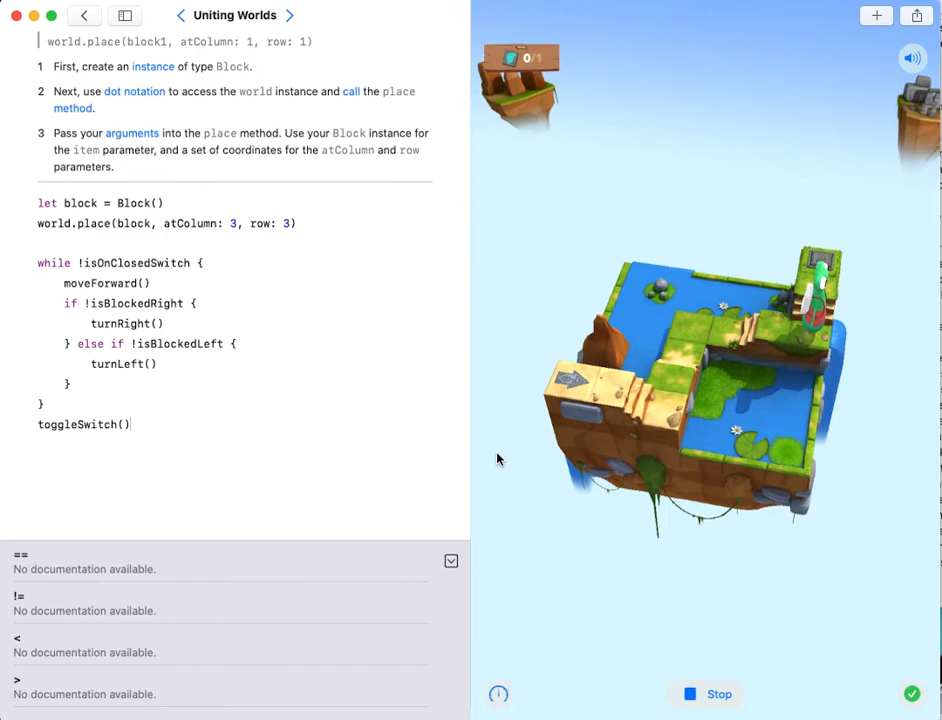 Uniting Worlds
world.place(block1, atColumn: 1, row: 1)
1 First, create an instance of type Block.
2 Next, use dot notation to access the world instance and call the place
method.
3 Pass your arguments into the place method. Use your Block instance for
the item parameter, and a set of coordinates for the atColumn and row
parameters.
let block = Block()
world.place(block, atColumn: 3, row: 3)
while !isOnClosedSwitch {
moveForward()
if !isBlockedRight {
turnRight()
} else if !isBlockedLeft {
turnLeft()
}
}
toggleSwitch()
==
No documentation available.
!=
No documentation available.
<
No documentation available.
>
No documentation available.
0/1
Stop